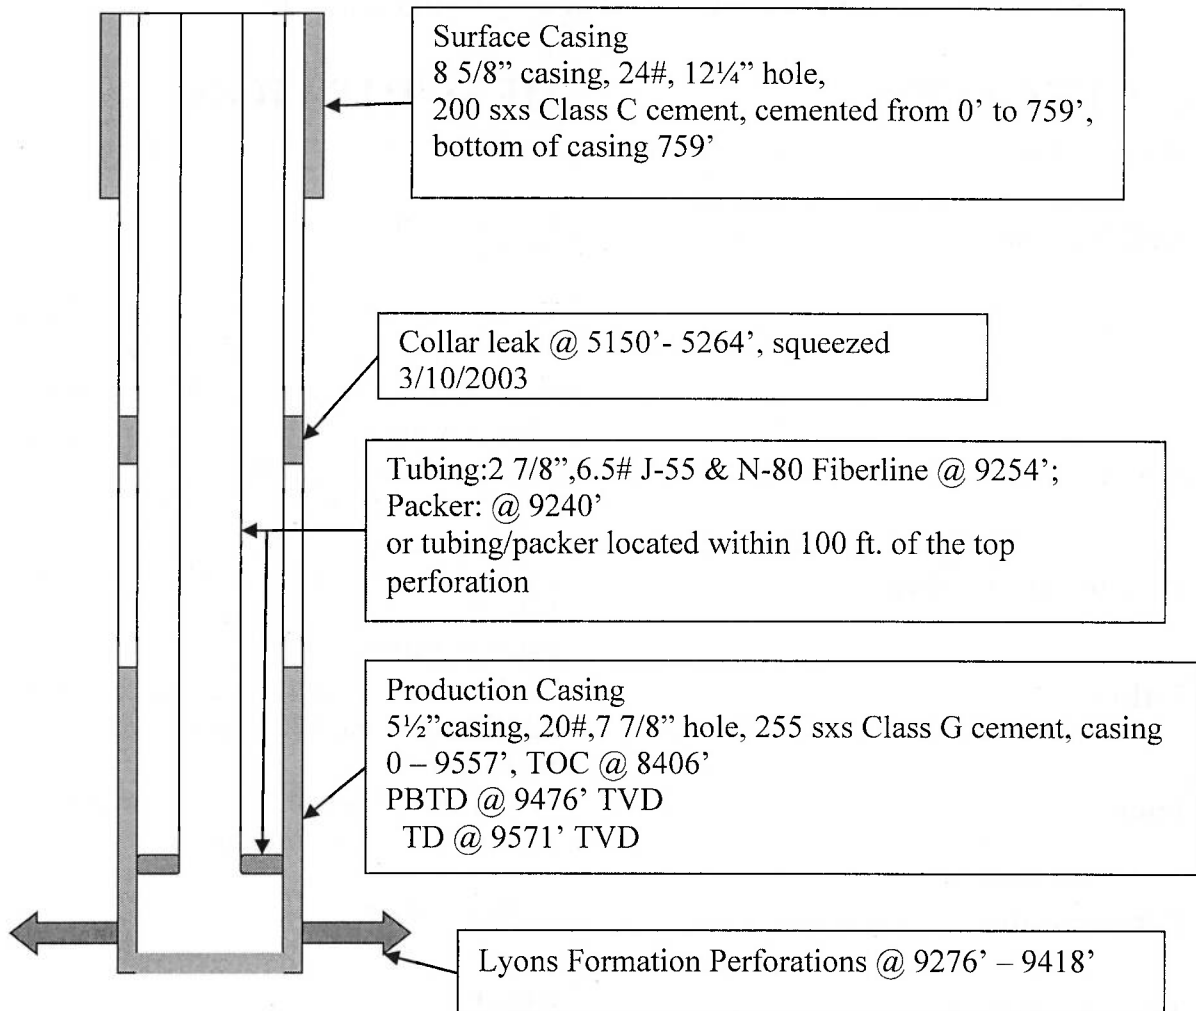 Surface Casing
8 5/8” casing, 24#, 12¼” hole,
200 sxs Class C cement, cemented from 0’ to 759’,
bottom of casing 759’
Collar leak @ 5150’- 5264’, squeezed
3/10/2003
Tubing:2 7/8”,6.5# J-55 & N-80 Fiberline @ 9254’;
Packer: @ 9240’
or tubing/packer located within 100 ft. of the top
perforation
Production Casing
5½”casing, 20#,7 7/8” hole, 255 sxs Class G cement, casing
0 – 9557’, TOC @ 8406’
PBTD @ 9476’ TVD
TD @ 9571’ TVD
Lyons Formation Perforations @ 9276’ – 9418’